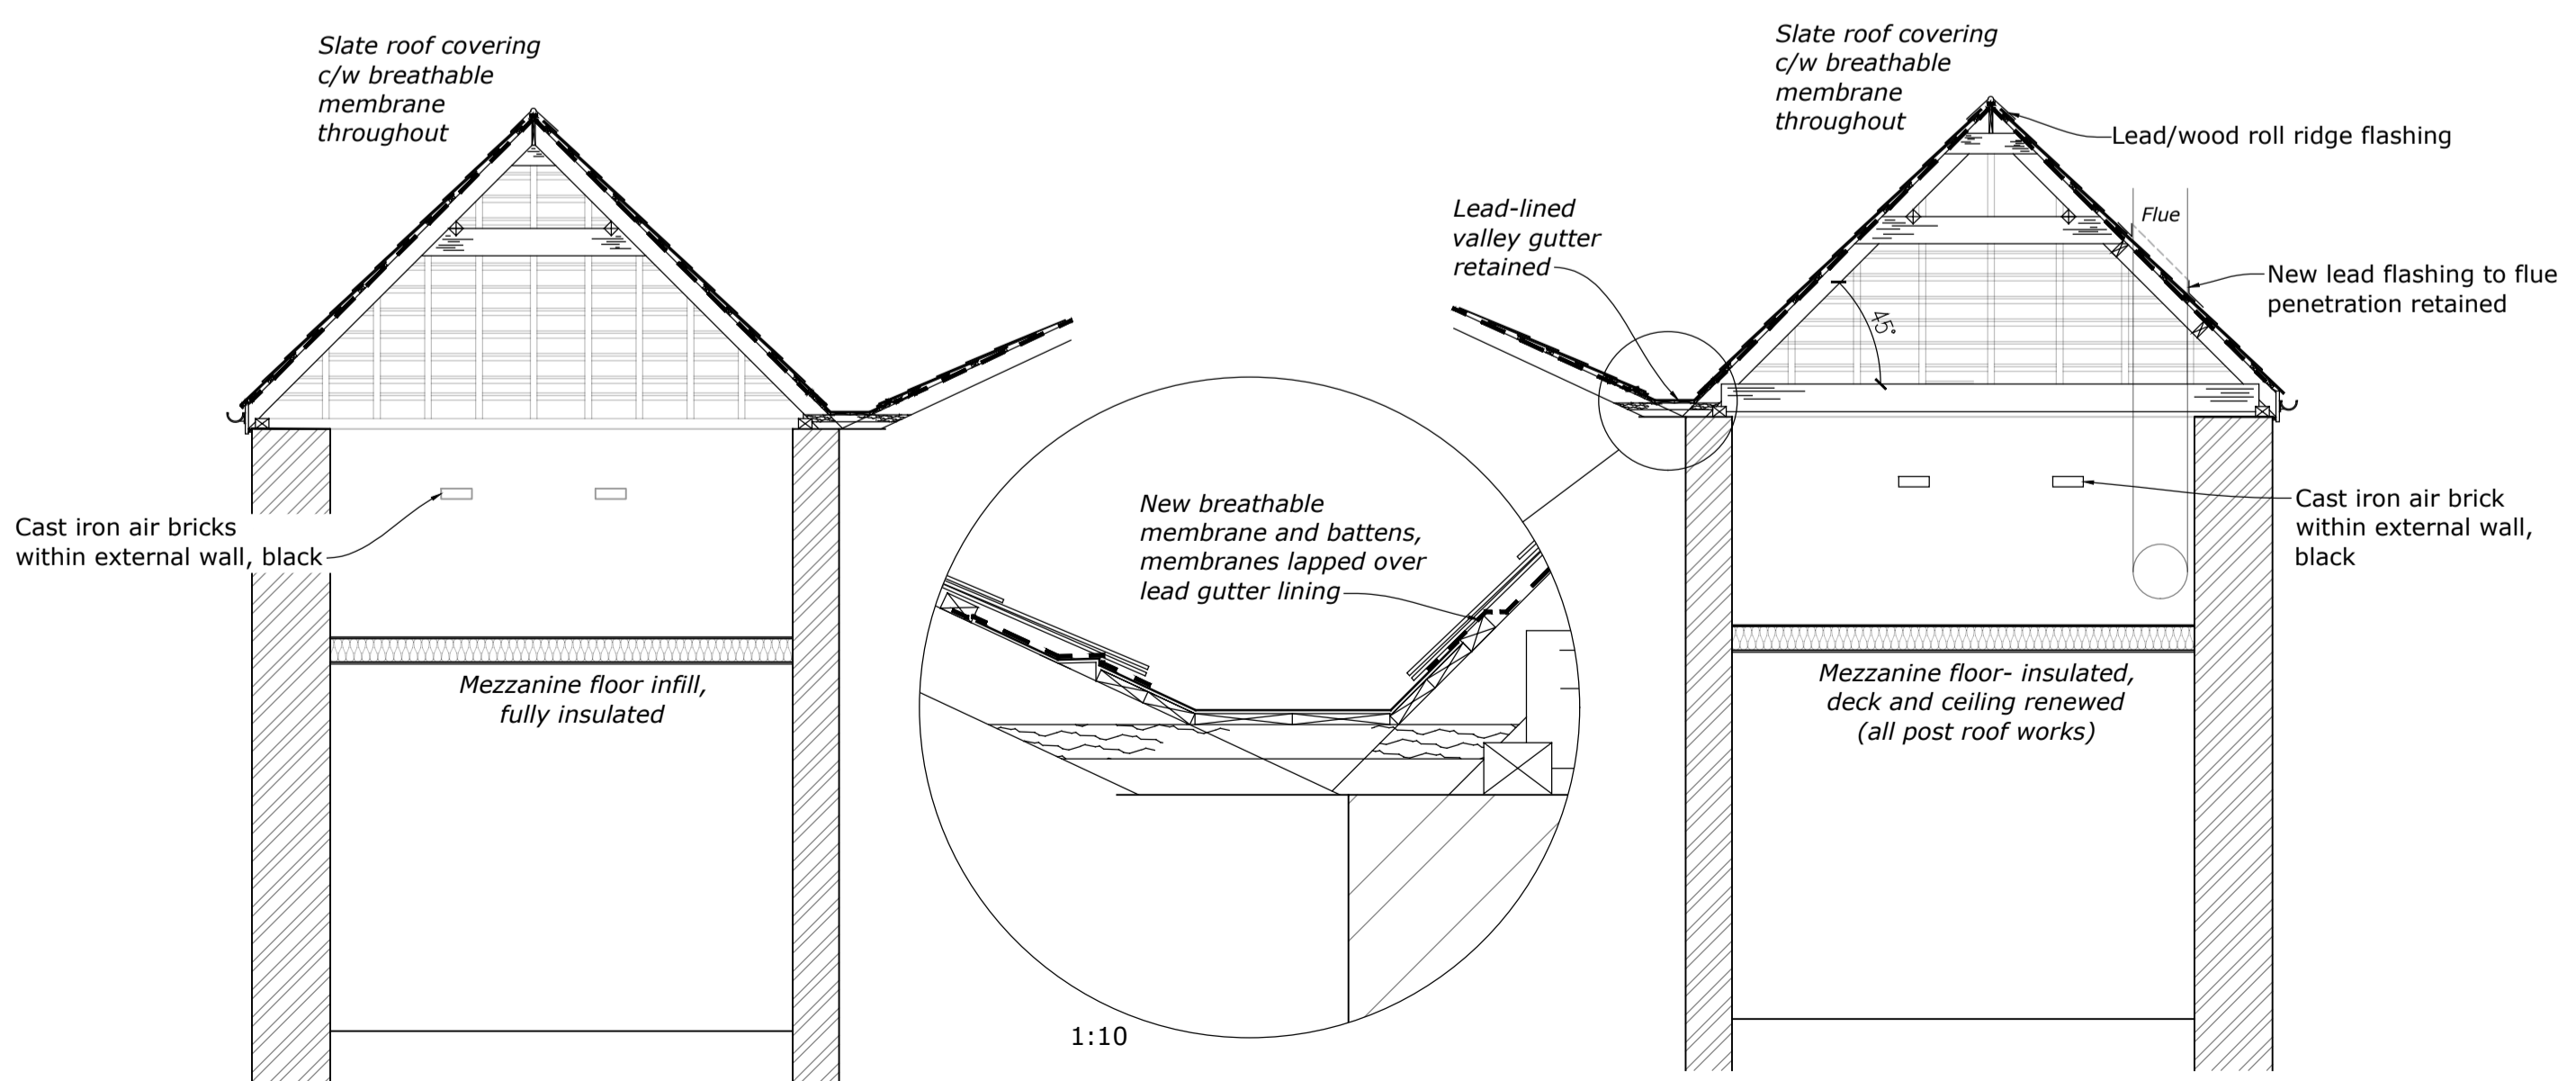 Slate roof covering
c/w breathable
membrane
throughout
Cast iron air bricks
within external wall, black
Mezzanine floor infill,
fully insulated
New breathable
membrane and battens,
membranes lapped over
lead gutter lining
1:10
Lead-lined
valley gutter
retained
Slate roof covering
c/w breathable
membrane
throughout
Lead/wood roll ridge flashing
Flue
New lead flashing to flue
penetration retained
45°
Cast iron air brick
within external wall,
black
Mezzanine floor- insulated,
deck and ceiling renewed
(all post roof works)